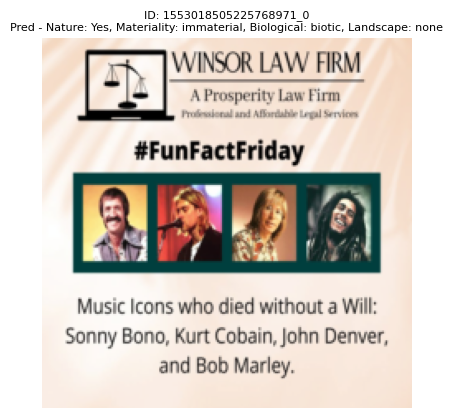 ID: 1553018505225768971_0
Pred - Nature: Yes, Materiality: immaterial, Biological: biotic, Landscape: none
WINSOR LAW FIRM
A Prosperity Law Firm
Professional and Affordable Legal Services
#FunFactFriday
Music Icons who died without a Will:
Sonny Bono, Kurt Cobain, John Denver,
and Bob Marley.